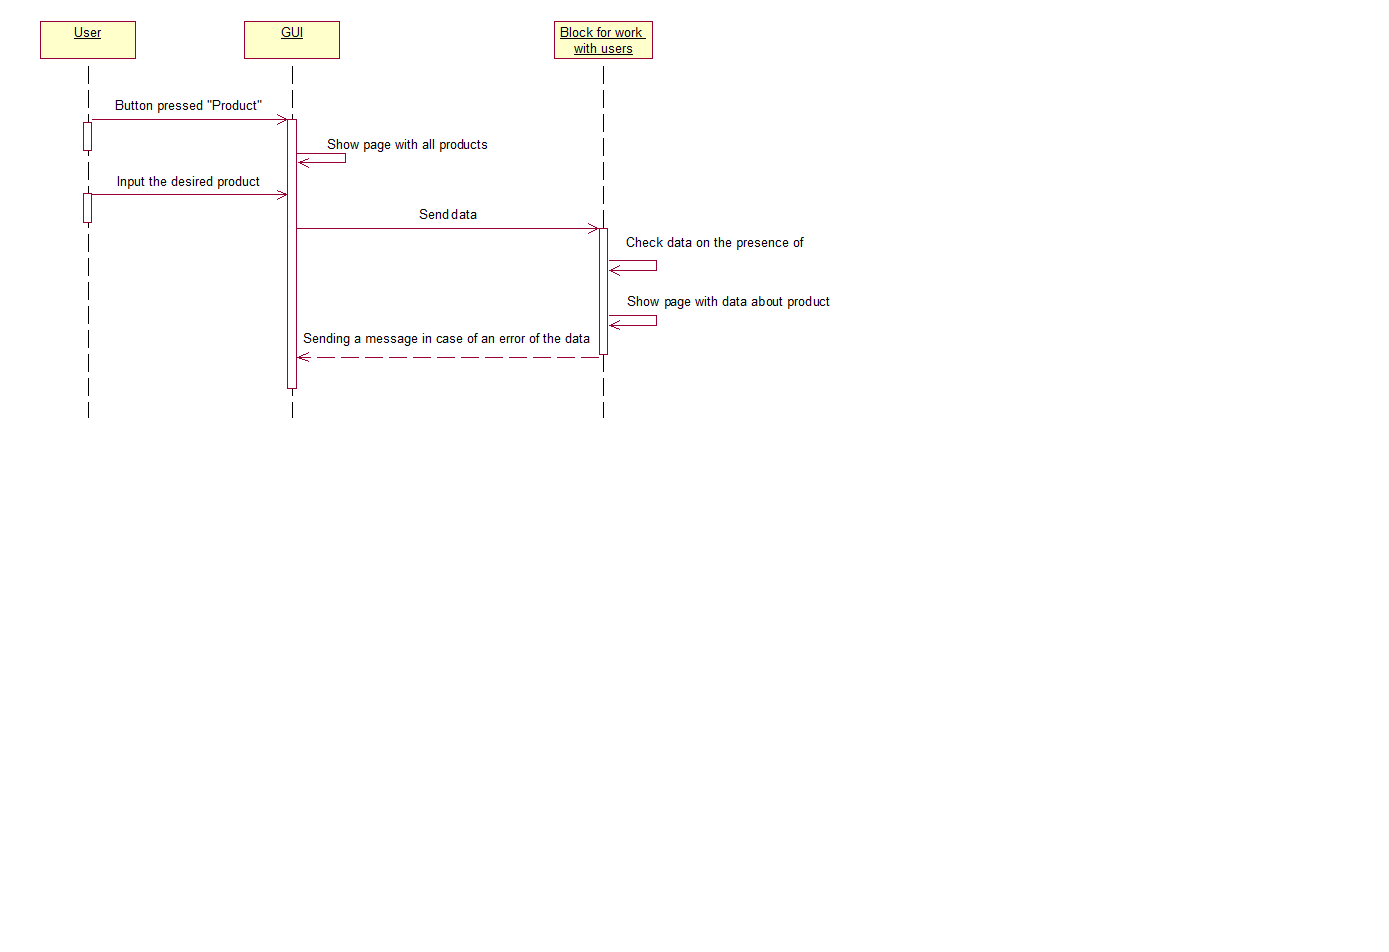 User
GUI
Block for work
with users
Button pressed "Product"
Show page with all products
Input the desired product
Send data
Check data on the presence of
Show page with data about product
Sending a message in case of an error of the data